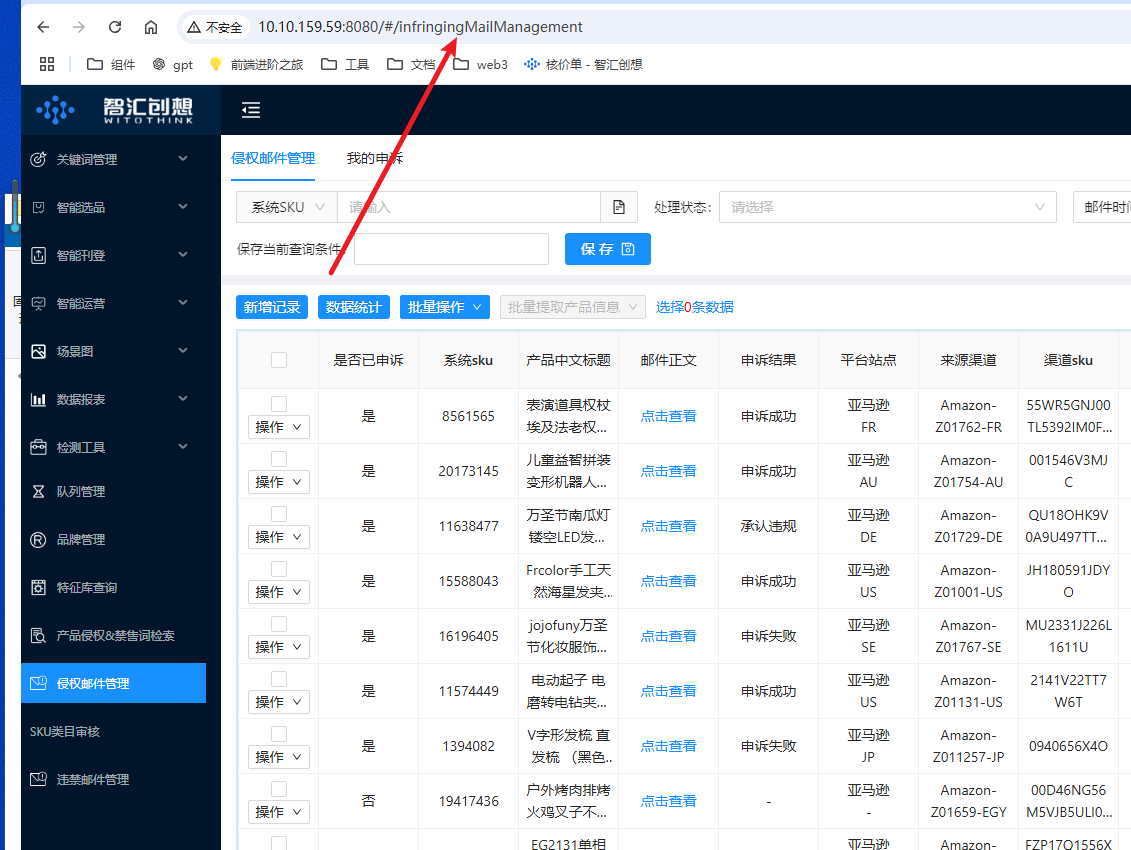 不安全 10.10.159.59:8080/#/infringingMailManagement
组件 gpt 前端进阶之旅 工具 文档 web3 核价单 - 智汇创想
智汇创想
WITOTHINK
关键词管理
智能选品
智能刊登
智能运营
场景图
数据报表
检测工具
队列管理
品牌管理
特征库查询
产品侵权&禁售词检索
侵权邮件管理
SKU类目审核
违禁邮件管理
侵权邮件管理 我的申诉
系统SKU 请输入 处理状态: 请选择 邮件时间
保存当前查询条件: 保存
新增记录 数据统计 批量操作 批量提取产品信息 选择0条数据
是否已申诉 系统sku 产品中文标题 邮件正文 申诉结果 平台站点 来源渠道 渠道sku
操作 是 8561565 表演道具权杖 埃及法老权... 点击查看 申诉成功 亚马逊 FR Amazon-Z01762-FR 55WR5GNJ00 TL5392IM0F...
操作 是 20173145 儿童益智拼装 变形机器人... 点击查看 申诉成功 亚马逊 AU Amazon-Z01754-AU 001546V3MJ C
操作 是 11638477 万圣节南瓜灯 镂空LED发... 点击查看 承认违规 亚马逊 DE Amazon-Z01729-DE QU18OHK9V 0A9U497TT...
操作 是 15588043 Frcolor手工天 然海星发夹... 点击查看 申诉成功 亚马逊 US Amazon-Z01001-US JH180591JDY O
操作 是 16196405 jojofuny万圣 节化妆服饰... 点击查看 申诉失败 亚马逊 SE Amazon-Z01767-SE MU2331J226L 1611U
操作 是 11574449 电动起子 电 磨转电钻夹... 点击查看 申诉成功 亚马逊 US Amazon-Z01131-US 2141V22TT7 W6T
操作 是 1394082 V字形发梳 直 发梳 （黑色.. 点击查看 申诉失败 亚马逊 JP Amazon-Z011257-JP 0940656X4O
操作 否 19417436 户外烤肉排烤 火鸡叉子不... 点击查看 - 亚马逊 - Amazon-Z01659-EGY 00D46NG56 M5VJB5ULI0...
EG2131单相 亚马逊 Amazon- FZP17Q1556X